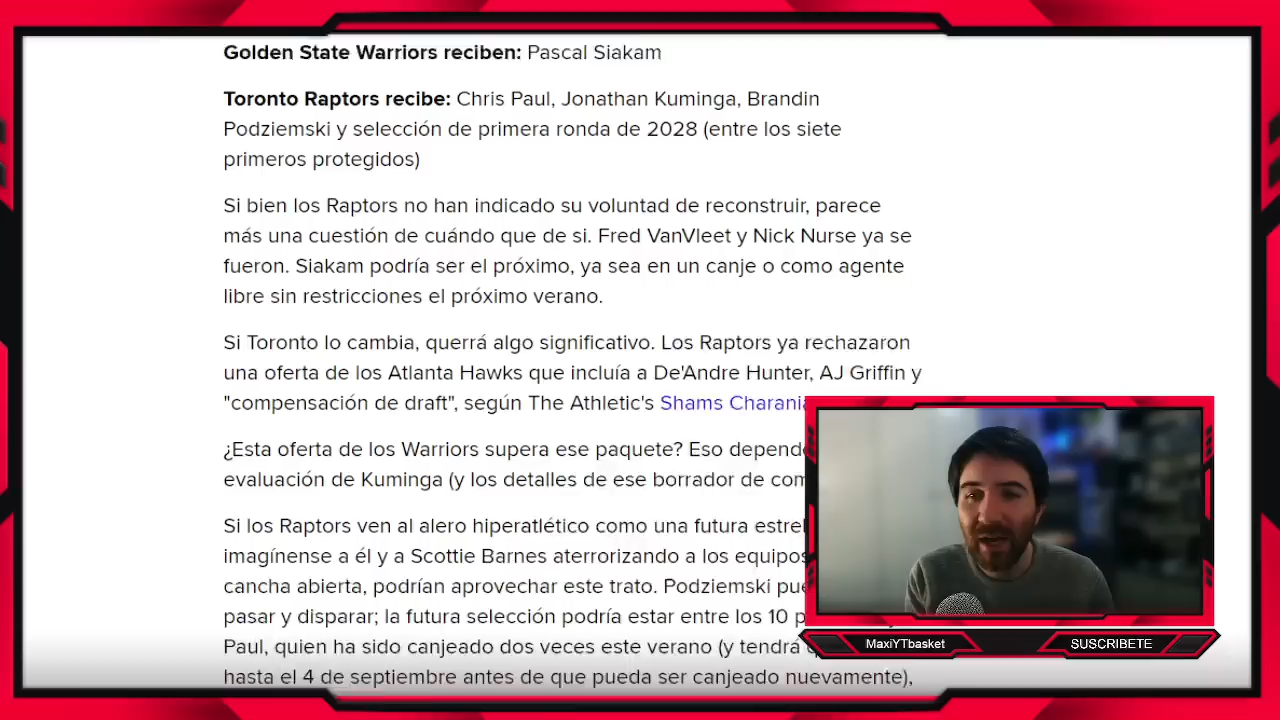 Golden State Warriors reciben: Pascal Siakam
Toronto Raptors recibe: Chris Paul, Jonathan Kuminga, Brandin
Podziemski y selección de primera ronda de 2028 (entre los siete
primeros protegidos)
Si bien los Raptors no han indicado su voluntad de reconstruir, parece
más una cuestión de cuándo que de si. Fred VanVleet y Nick Nurse ya se
fueron. Siakam podría ser el próximo, ya sea en un canje o como agente
libre sin restricciones el próximo verano.
Si Toronto lo cambia, querrá algo significativo. Los Raptors ya rechazaron
una oferta de los Atlanta Hawks que incluía a De'Andre Hunter, AJ Griffin y
"compensación de draft", según The Athletic's Shams Charania
¿Esta oferta de los Warriors supera ese paquete? Eso depende
evaluación de Kuminga (y los detalles de ese borrador de com
Si los Raptors ven al alero hiperatlético como una futura estrel
imagínense a él y a Scottie Barnes aterrorizando a los equipos
cancha abierta, podrían aprovechar este trato. Podziemski pue
pasar y disparar; la futura selección podría estar entre los 10 p
Paul, quien ha sido canjeado dos veces este verano (y tendrá
hasta el 4 de septiembre antes de que pueda ser canjeado nuevamente),
MaxiYTbasket
SUSCRIBETE